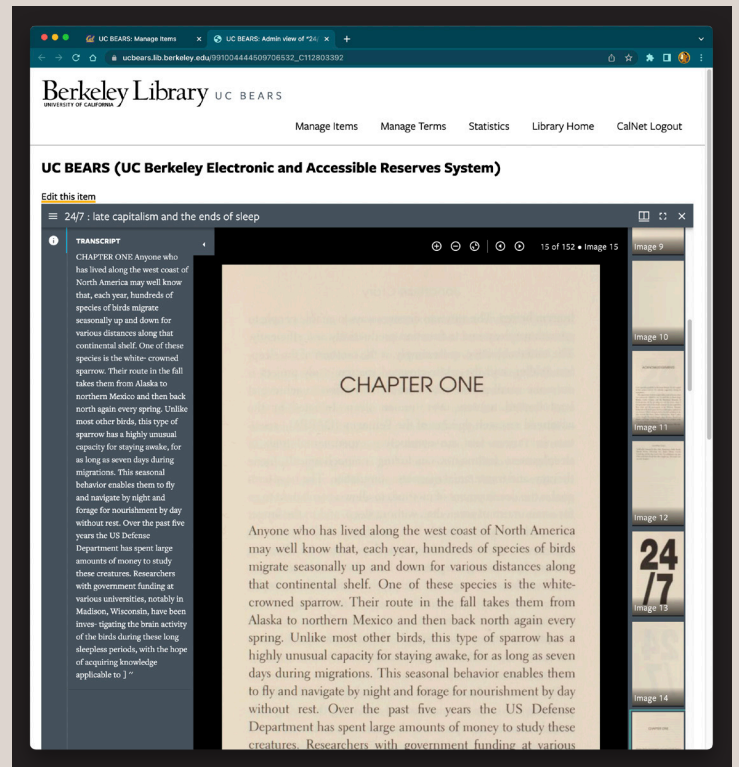 UC BEARS: Manage Items
UC BEARS: Admin view of "24/
ucbears.lib.berkeley.edu/991004444509706532_C112803392
Berkeley Library UC BEARS
UNIVERSITY OF CALIFORNIA
Manage Items Manage Terms Statistics Library Home CalNet Logout
UC BEARS (UC Berkeley Electronic and Accessible Reserves System)
Edit this item
24/7 : late capitalism and the ends of sleep
TRANSCRIPT
CHAPTER ONE Anyone who
has lived along the west coast of
North America may well know
that, each year, hundreds of
species of birds migrate
seasonally up and down for
various distances along that
continental shelf. One of these
species is the white- crowned
sparrow. Their route in the fall
takes them from Alaska to
northern Mexico and then back
north again every spring. Unlike
most other birds, this type of
sparrow has a highly unusual
capacity for staying awake, for
as long as seven days during
migrations. This seasonal
behavior enables them to fly
and navigate by night and
forage for nourishment by day
without rest. Over the past five
years the US Defense
Department has spent large
amounts of money to study
these creatures. Researchers
with government funding at
various universities, notably in
Madison, Wisconsin, have been
inves- tigating the brain activity
of the birds during these long
sleepless periods, with the hope
of acquiring knowledge
applicable to ] "
15 of 152 • Image 15
CHAPTER ONE
Anyone who has lived along the west coast of North America
may well know that, each year, hundreds of species of birds
migrate seasonally up and down for various distances along
that continental shelf. One of these species is the white-
crowned sparrow. Their route in the fall takes them from
Alaska to northern Mexico and then back north again every
spring. Unlike most other birds, this type of sparrow has a
highly unusual capacity for staying awake, for as long as seven
days during migrations. This seasonal behavior enables them
to fly and navigate by night and forage for nourishment by day
without rest. Over the past five years the US Defense
Department has spent large amounts of money to study these
creatures. Researchers with government funding at various
Image 9
Image 10
Image 11
Image 12
24
/7
Image 13
Image 14
CHAPTER ONE